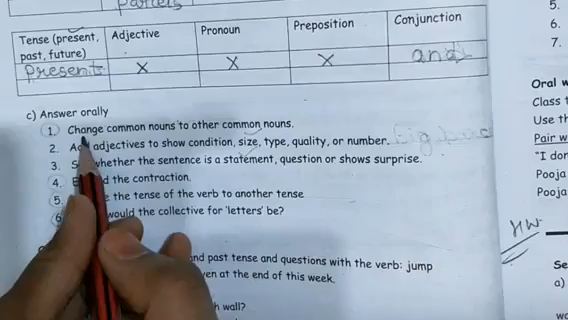 Parcels
5.
6.
7.
Tense (present, past, future) Adjective Pronoun Preposition Conjunction
Present x x x and
c) Answer orally
1. Change common nouns to other common nouns.
2. adjectives to show condition, size, type, quality, or number.
3. whether the sentence is a statement, question or shows surprise.
4. the contraction.
5. the tense of the verb to another tense
6. would the collective for 'letters' be?
and past tense and questions with the verb: jump
at the end of this week.
wall?
Oral w
Class
Use th
Pair w
"I don
Pooja
Pooja
HW
Se
a)